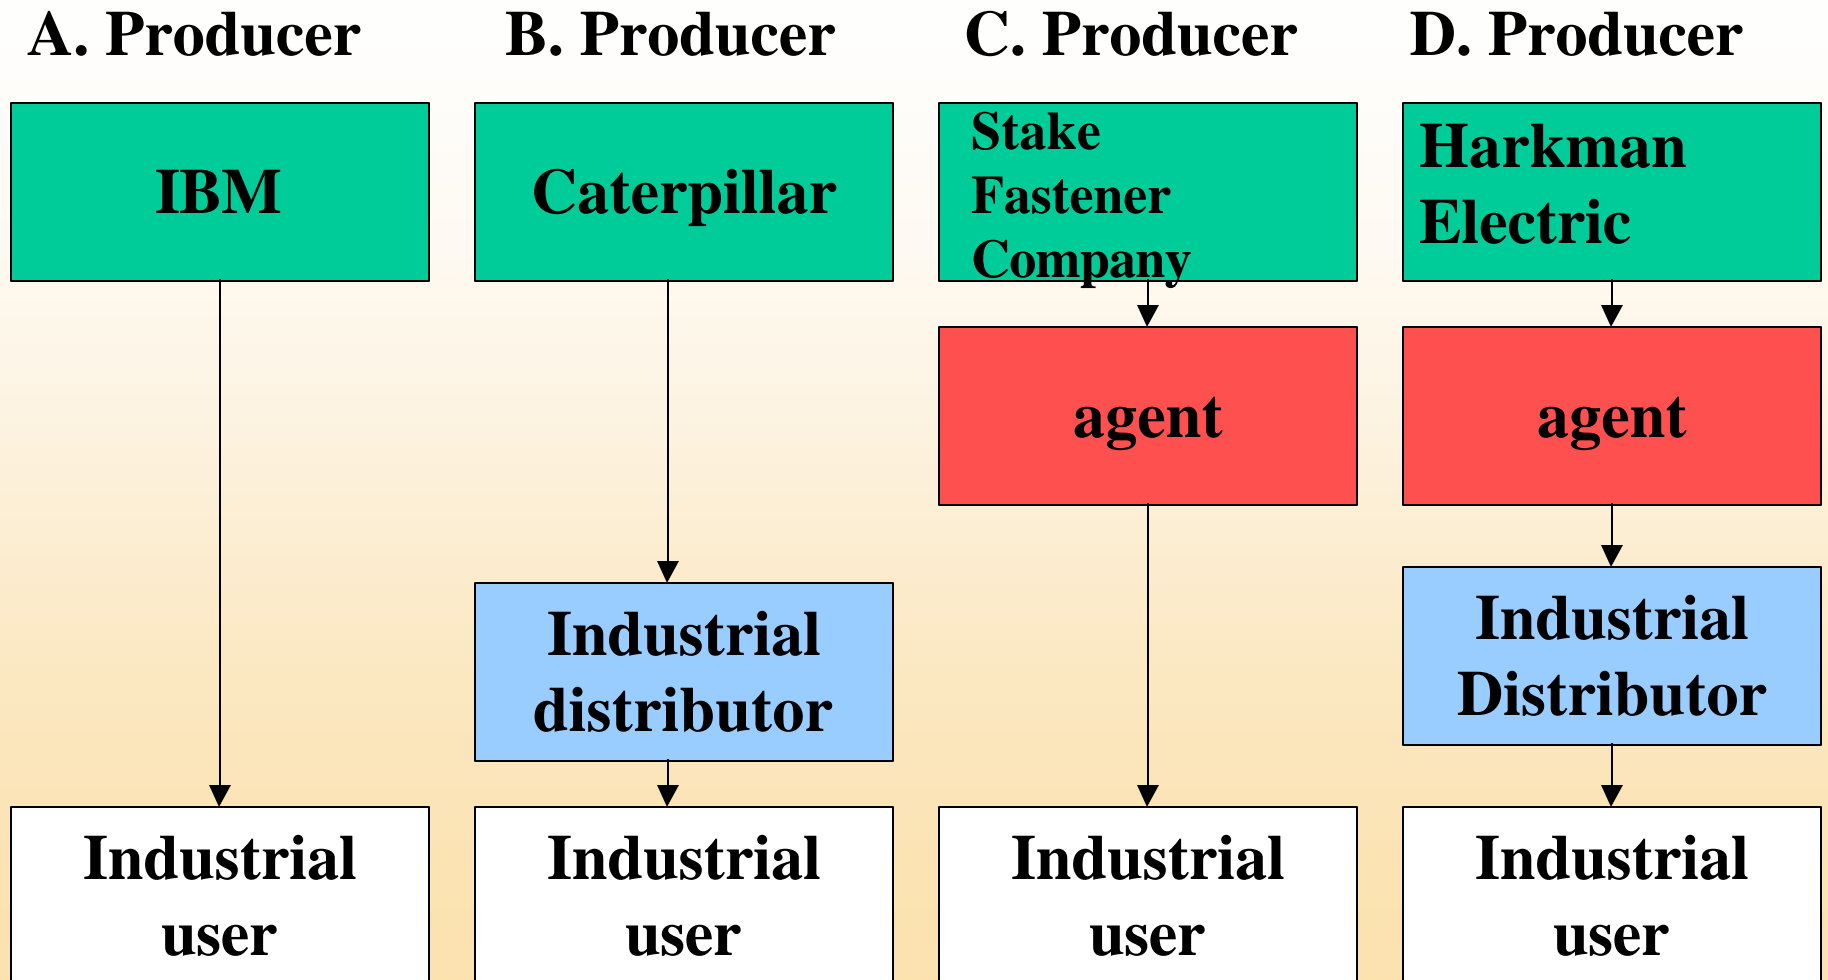 A. Producer
B. Producer
C. Producer
D. Producer
IBM
Caterpillar
Stake
Fastener
Company
Harkman
Electric
agent
agent
Industrial
distributor
Industrial
Distributor
Industrial
user
Industrial
user
Industrial
user
Industrial
user